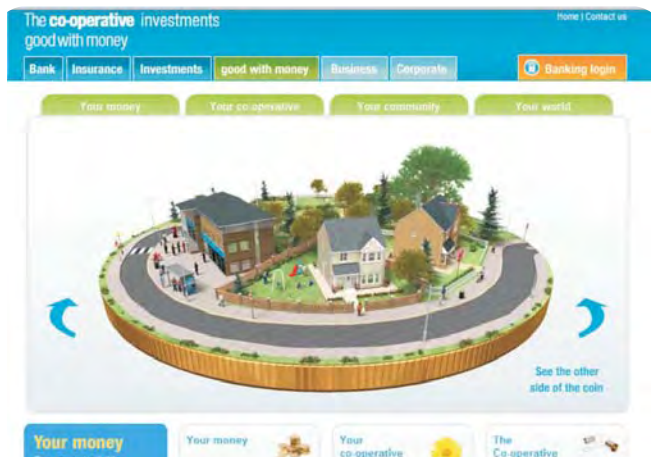 The co-operative investments
good with money
Home | Contact us
Bank Insurance Investments good with money Business Corporate Banking login
Your money Your co-operative Your community Your world
See the other
side of the coin
Your money
Your money
Your
co-operative
The
Co-operative